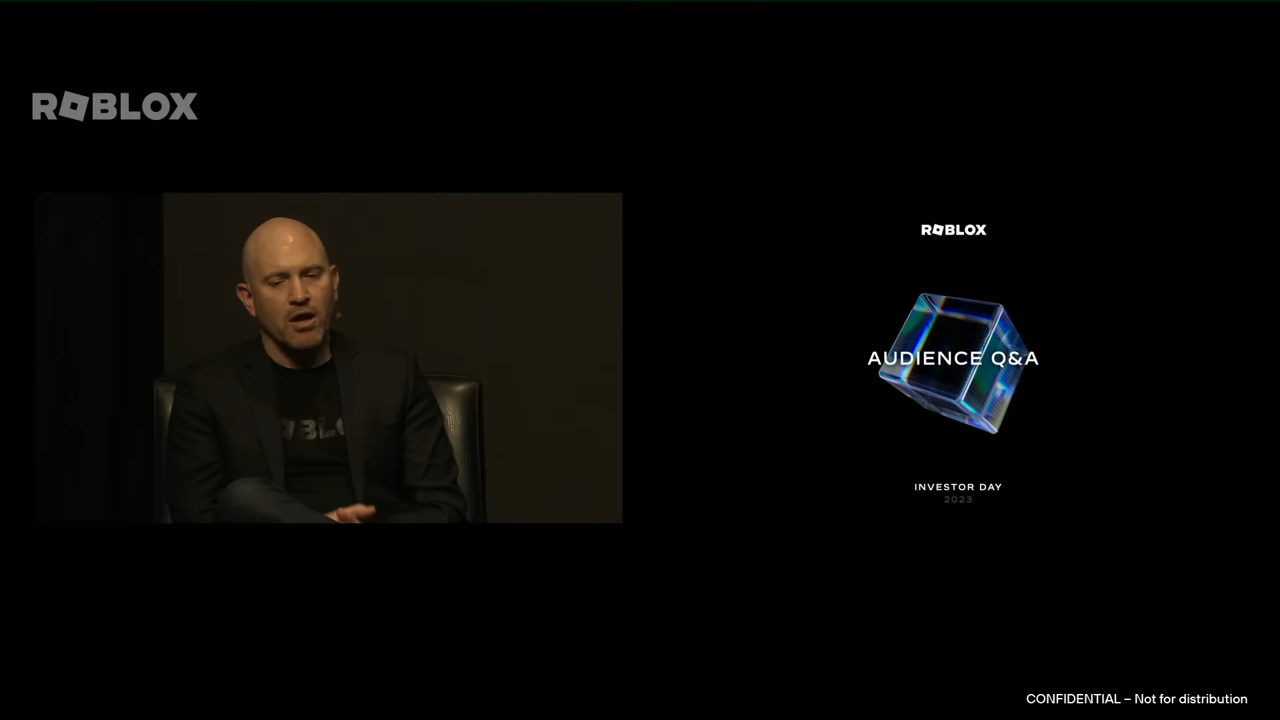 ROBLOX
ROBLOX
AUDIENCE Q&A
INVESTOR DAY
2023
CONFIDENTIAL – Not for distribution